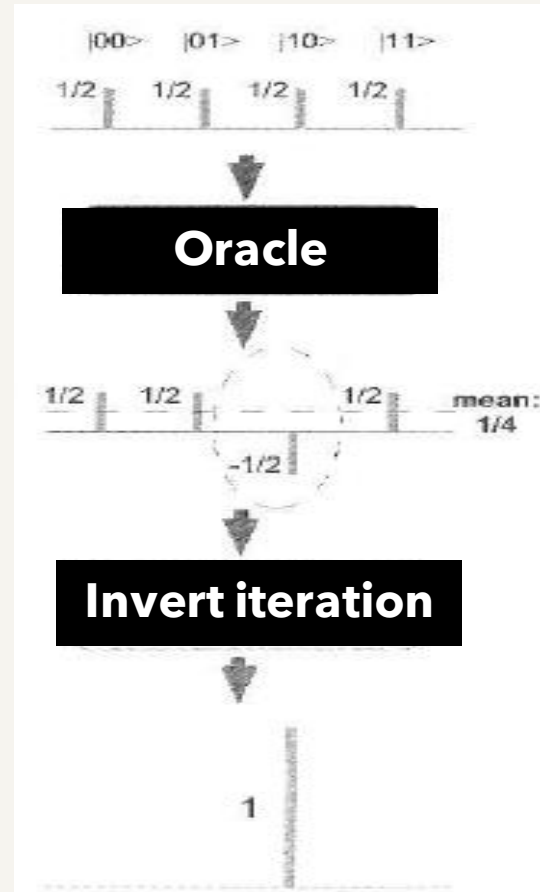 |00> |01> |10> |11>
1/2 1/2 1/2 1/2
Oracle
1/2 1/2 1/2 mean:
1/4
-1/2
Invert iteration
1